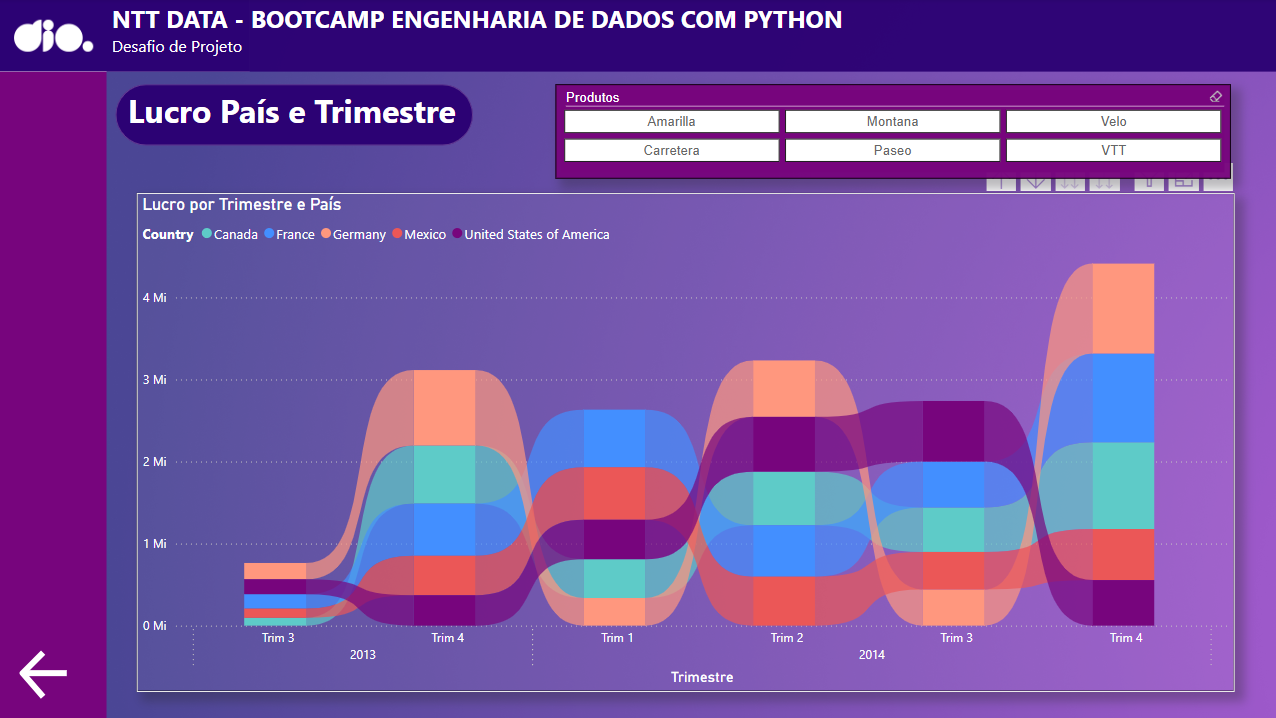 dio.
NTT DATA - BOOTCAMP ENGENHARIA DE DADOS COM PYTHON
Desafio de Projeto
Lucro País e Trimestre
Produtos
Amarilla
Montana
Velo
Carretera
Paseo
VTT
Lucro por Trimestre e País
Country Canada France Germany Mexico United States of America
4 Mi
3 Mi
2 Mi
1 Mi
0 Mi
Trim 3 Trim 4 Trim 1 Trim 2 Trim 3 Trim 4
2013 2014
Trimestre